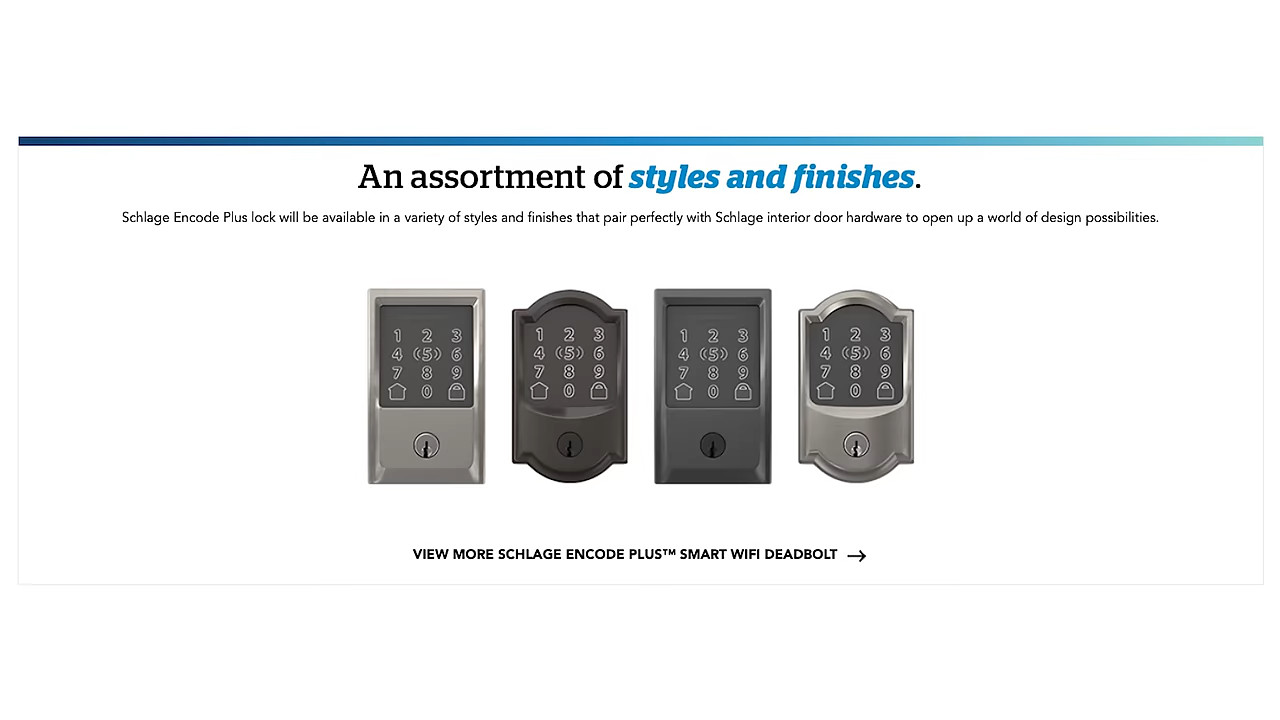 An assortment of styles and finishes.
Schlage Encode Plus lock will be available in a variety of styles and finishes that pair perfectly with Schlage interior door hardware to open up a world of design possibilities.
1 2 3 1 2 3 1 2 3 1 2 3
4 5 6 4 5 6 4 5 6 4 5 6
7 8 9 7 8 9 7 8 9 7 8 9
0 0 0 0
VIEW MORE SCHLAGE ENCODE PLUS™ SMART WIFI DEADBOLT →